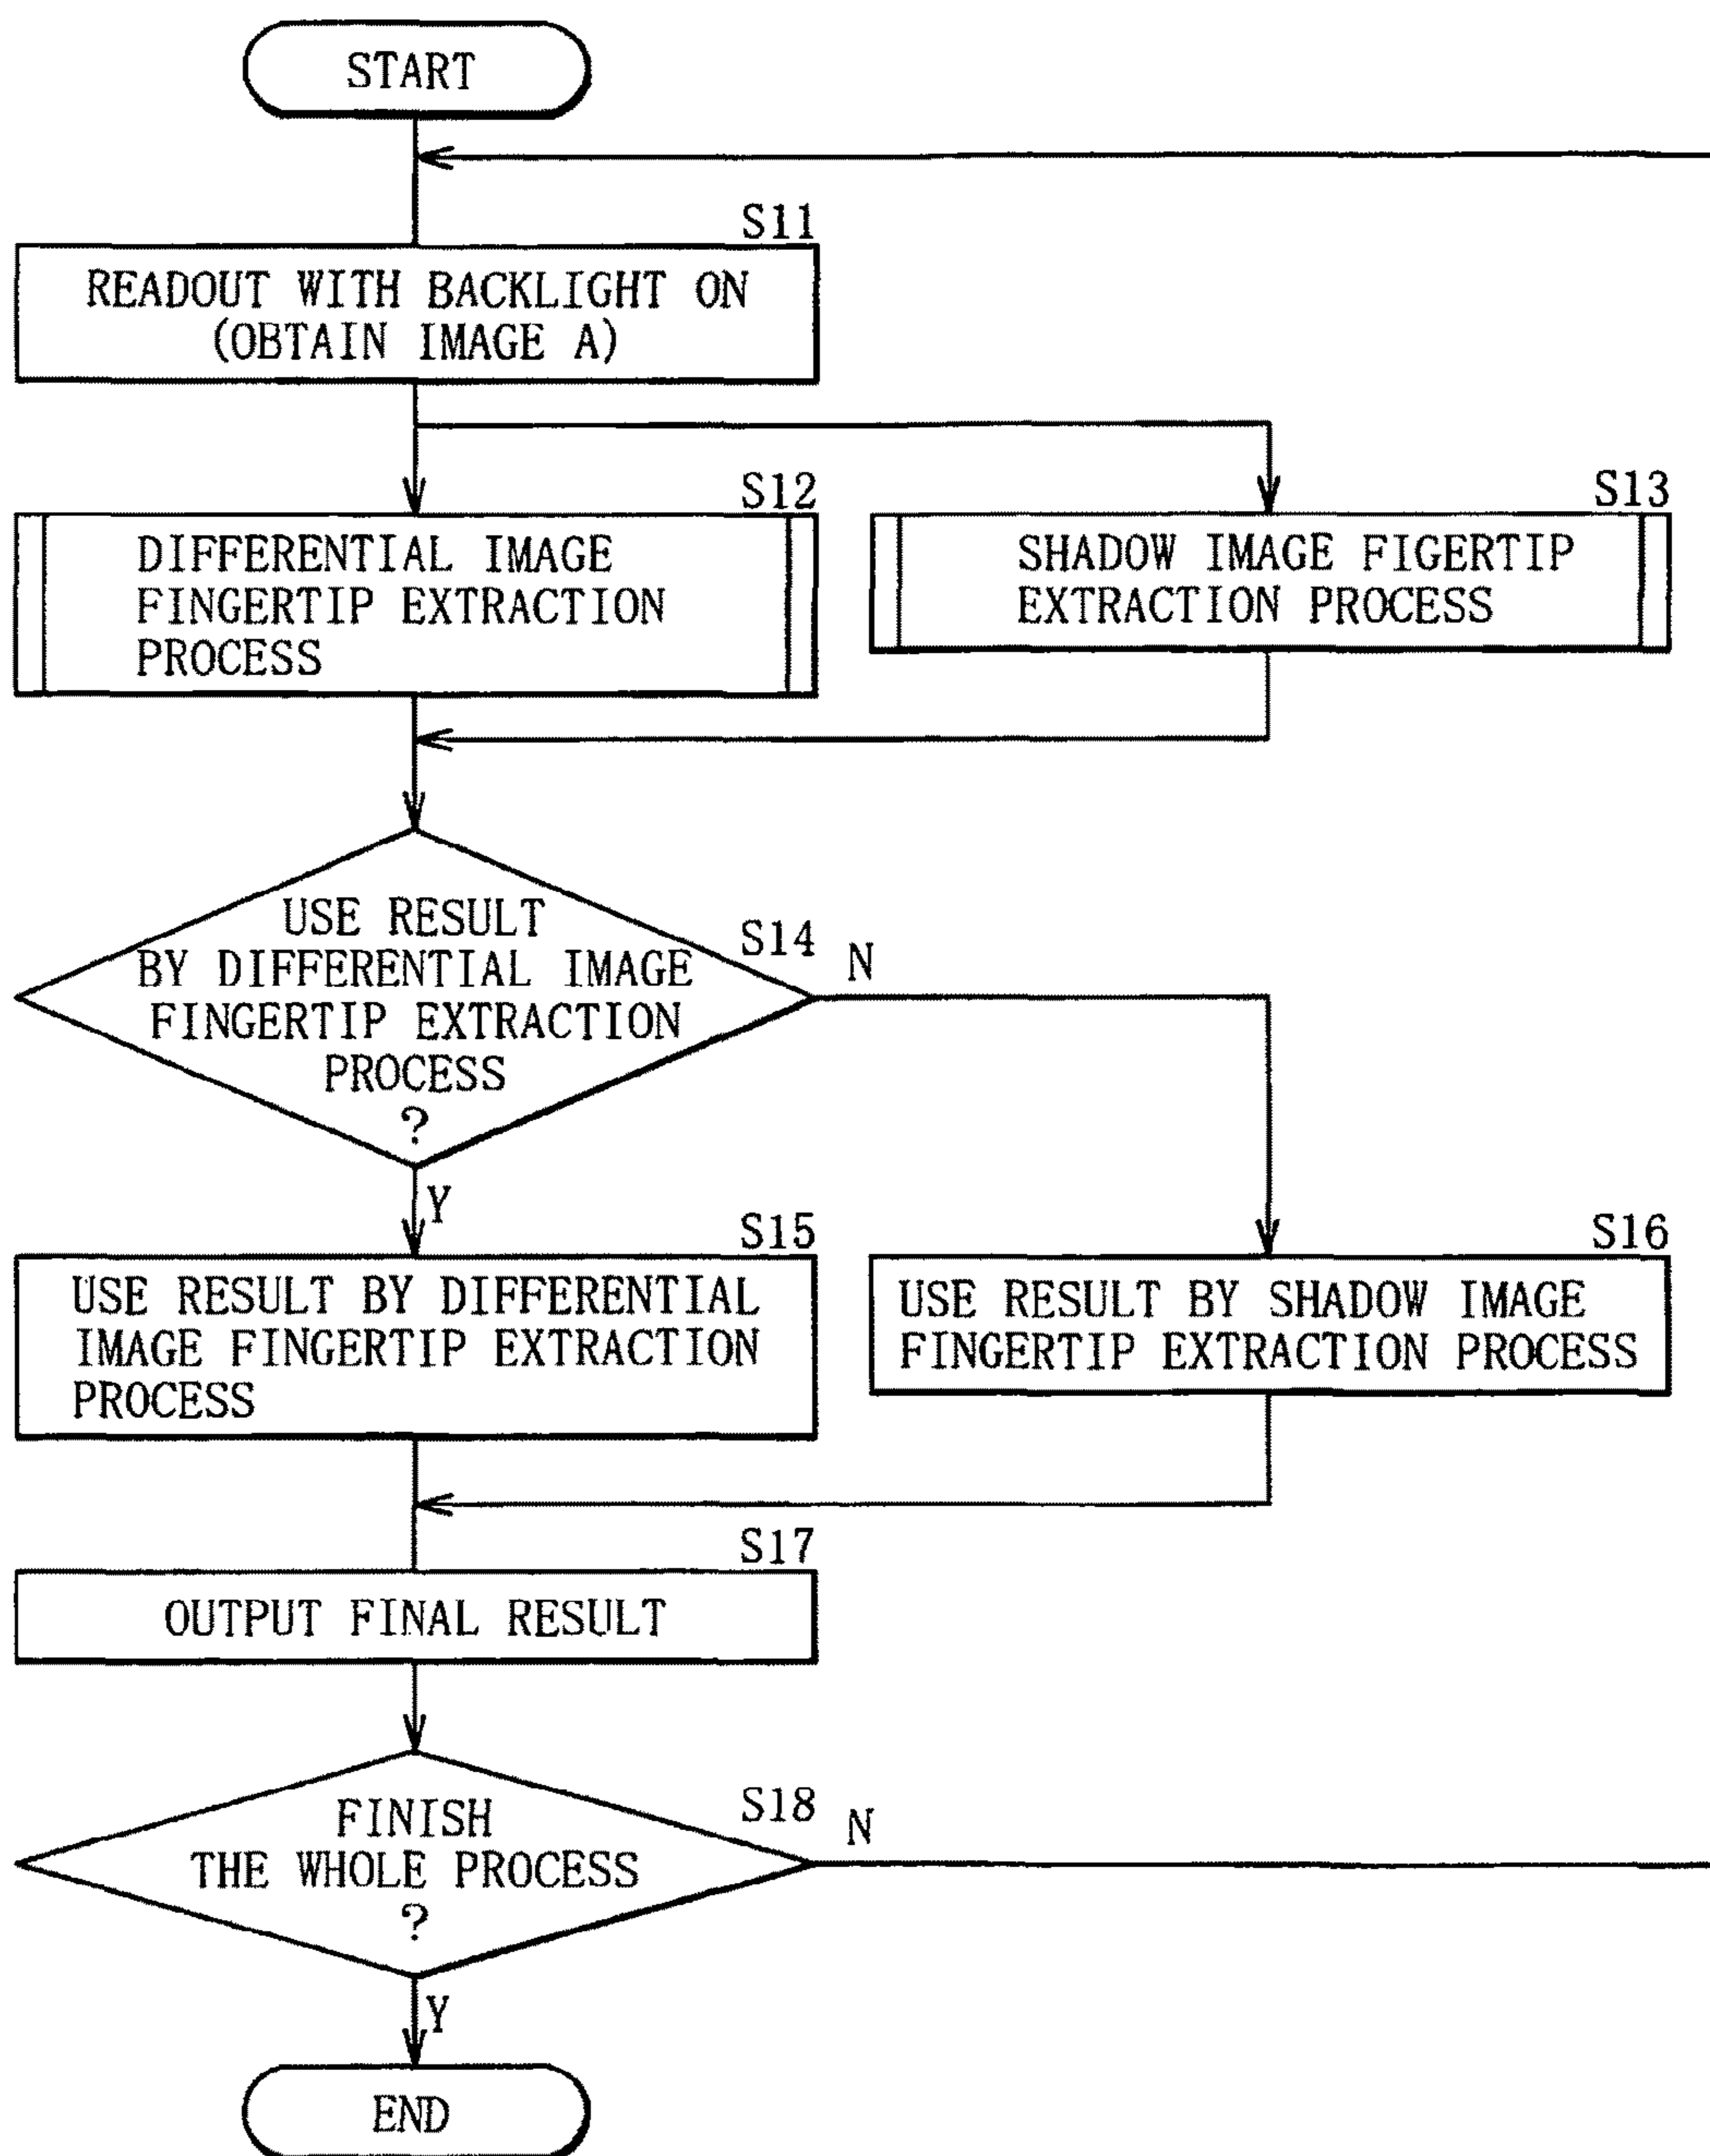 START
S11
READOUT WITH BACKLIGHT ON
(OBTAIN IMAGE A)
S12
DIFFERENTIAL IMAGE
FINGERTIP EXTRACTION
PROCESS
S13
SHADOW IMAGE FIGERTIP
EXTRACTION PROCESS
S14
USE RESULT
BY DIFFERENTIAL IMAGE
FINGERTIP EXTRACTION
PROCESS
?
N
Y
S15
USE RESULT BY DIFFERENTIAL
IMAGE FINGERTIP EXTRACTION
PROCESS
S16
USE RESULT BY SHADOW IMAGE
FINGERTIP EXTRACTION PROCESS
S17
OUTPUT FINAL RESULT
S18
FINISH
THE WHOLE PROCESS
?
N
Y
END